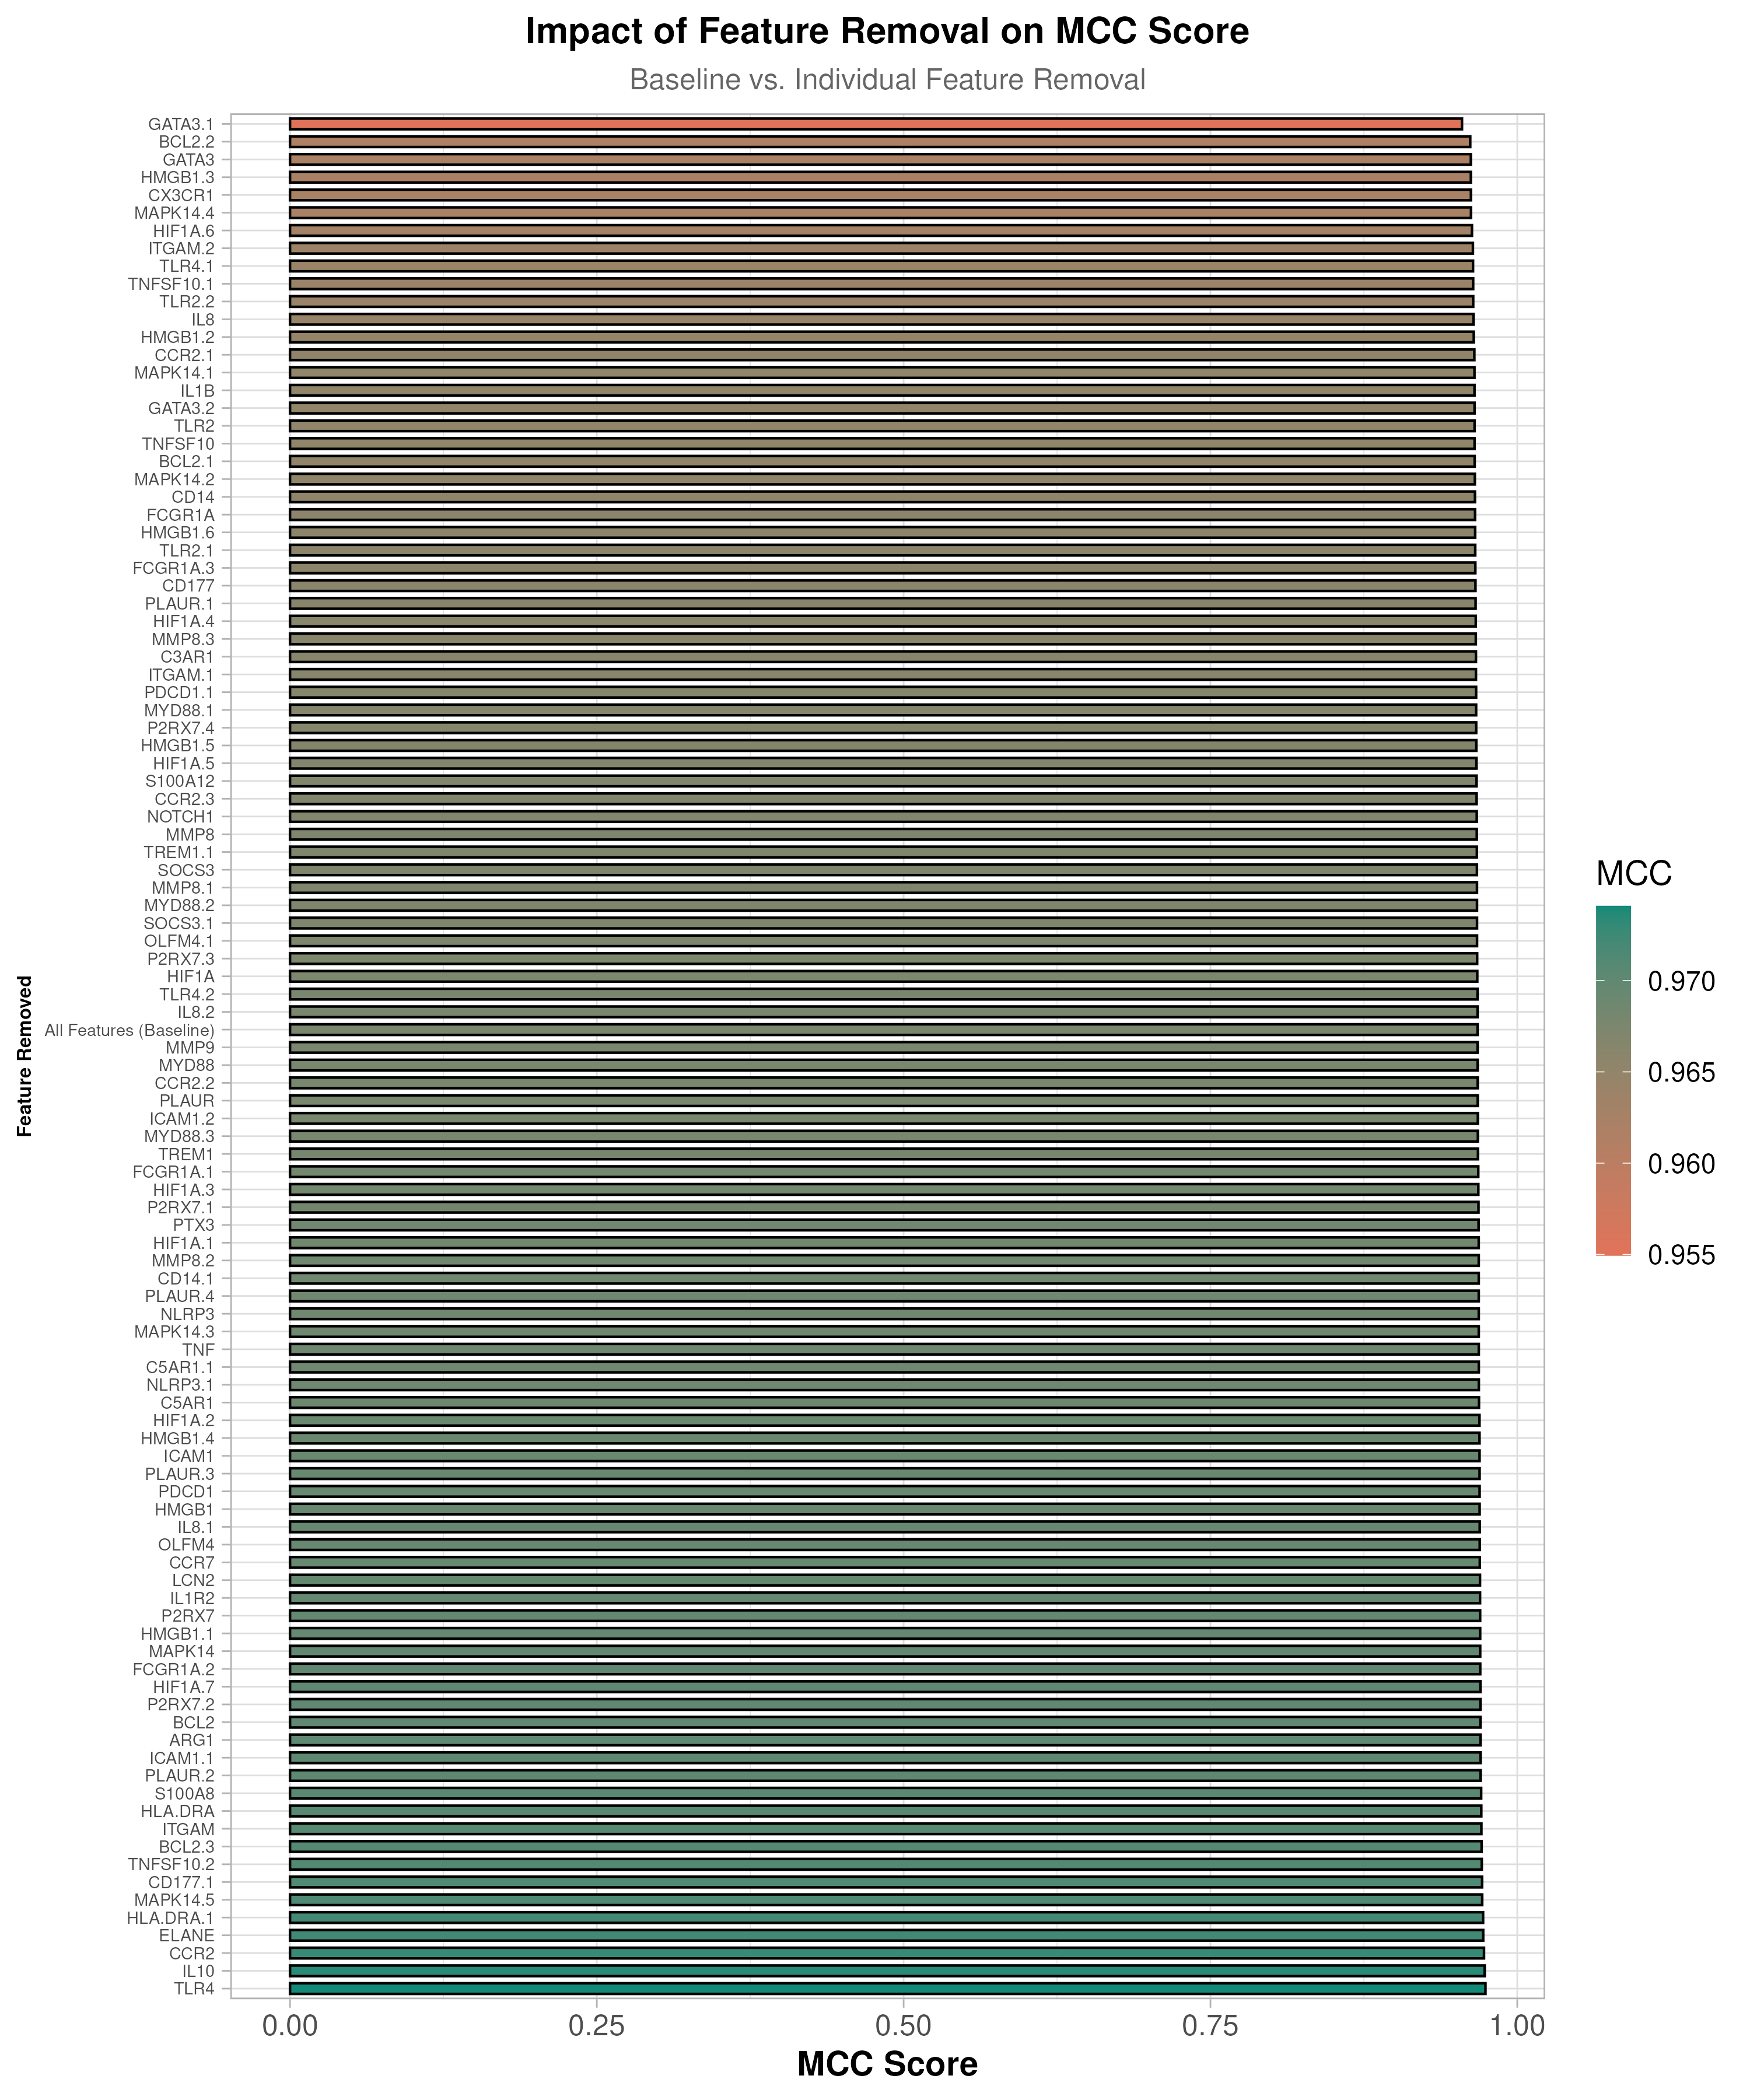 Impact of Feature Removal on MCC Score
Baseline vs. Individual Feature Removal
Feature Removed
GATA3.1
BCL2.2
GATA3
HMGB1.3
CX3CR1
MAPK14.4
HIF1A.6
ITGAM.2
TLR4.1
TNFSF10.1
TLR2.2
IL8
HMGB1.2
CCR2.1
MAPK14.1
IL1B
GATA3.2
TLR2
TNFSF10
BCL2.1
MAPK14.2
CD14
FCGR1A
HMGB1.6
TLR2.1
FCGR1A.3
CD177
PLAUR.1
HIF1A.4
MMP8.3
C3AR1
ITGAM.1
PDCD1.1
MYD88.1
P2RX7.4
HMGB1.5
HIF1A.5
S100A12
CCR2.3
NOTCH1
MMP8
TREM1.1
SOCS3
MMP8.1
MYD88.2
SOCS3.1
OLFM4.1
P2RX7.3
HIF1A
TLR4.2
IL8.2
All Features (Baseline)
MMP9
MYD88
CCR2.2
PLAUR
ICAM1.2
MYD88.3
TREM1
FCGR1A.1
HIF1A.3
P2RX7.1
PTX3
HIF1A.1
MMP8.2
CD14.1
PLAUR.4
NLRP3
MAPK14.3
TNF
C5AR1.1
NLRP3.1
C5AR1
HIF1A.2
HMGB1.4
ICAM1
PLAUR.3
PDCD1
HMGB1
IL8.1
OLFM4
CCR7
LCN2
IL1R2
P2RX7
HMGB1.1
MAPK14
FCGR1A.2
HIF1A.7
P2RX7.2
BCL2
ARG1
ICAM1.1
PLAUR.2
S100A8
HLA.DRA
ITGAM
BCL2.3
TNFSF10.2
CD177.1
MAPK14.5
HLA.DRA.1
ELANE
CCR2
IL10
TLR4
0.00 0.25 0.50 0.75 1.00
MCC Score
MCC
0.970
0.965
0.960
0.955